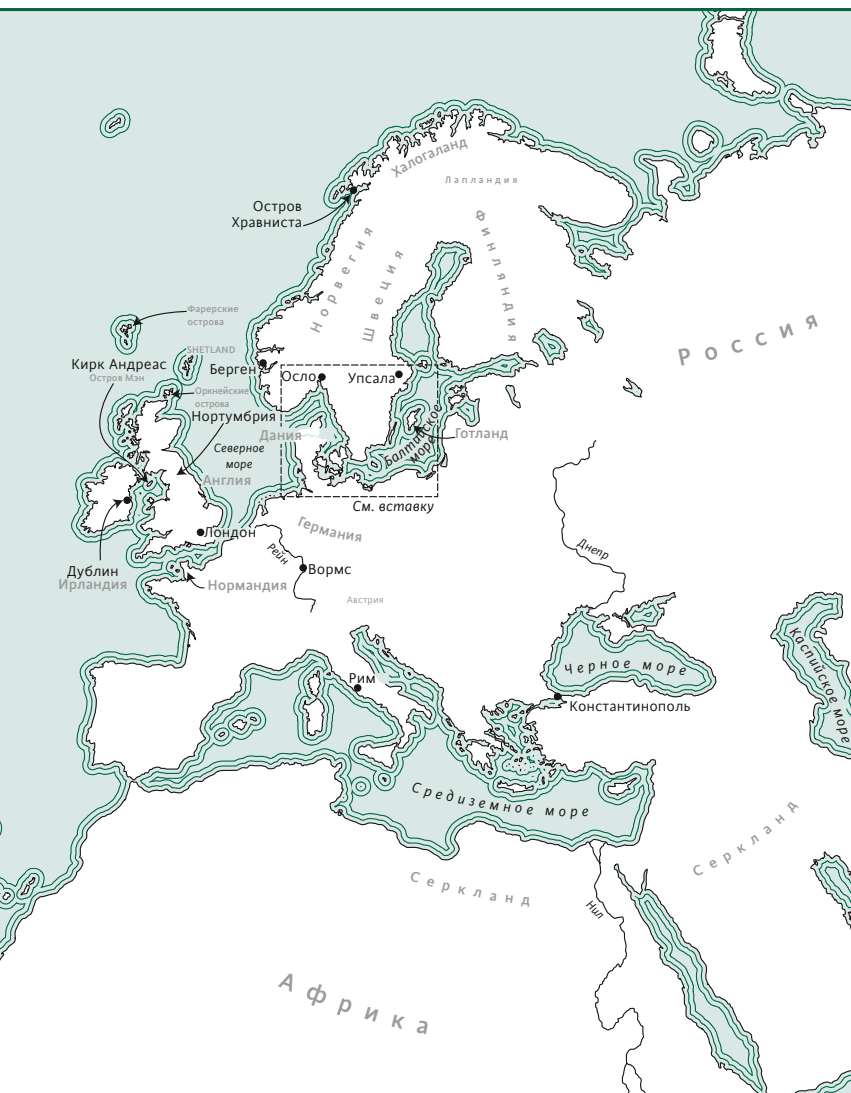 Халогаланд
Лапландия
Остров
Хравниста
Финляндия
Норвегия
Швеция
Фарерские
острова
Россия
SHETLAND
Кирк Андреас
Остров Мэн
Берген
Осло
Упсала
Оркнейские
острова
Нортумбрия
Дания
Готланд
Балтийское
море
Северное
море
Англия
См. вставку
Германия
Лондон
Рейн
Днепр
Дублин
Ирландия
Вормс
Нормандия
Австрия
Черное море
Каспийское море
Рим
Константинополь
Средиземное море
Серкланд
Серкланд
Нил
Африка